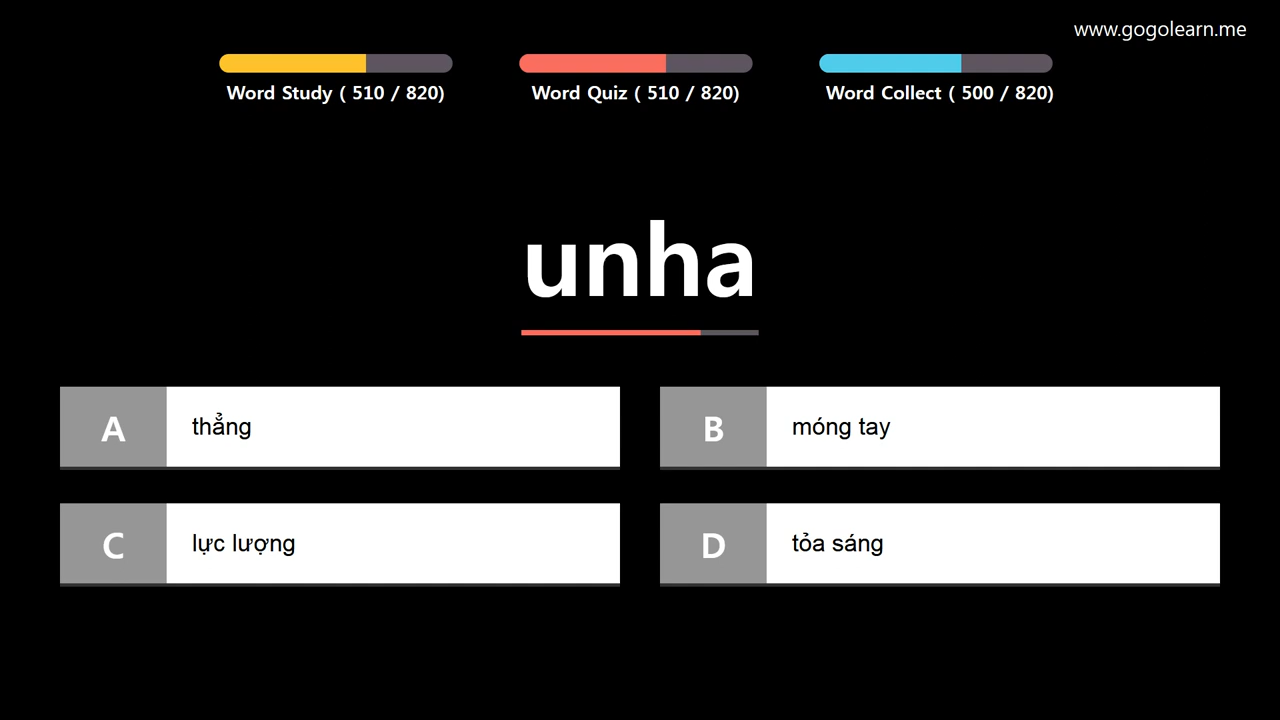 www.gogolearn.me
Word Study ( 510 / 820)
Word Quiz ( 510 / 820)
Word Collect ( 500 / 820)
unha
A thẳng
B móng tay
C lực lượng
D tỏa sáng